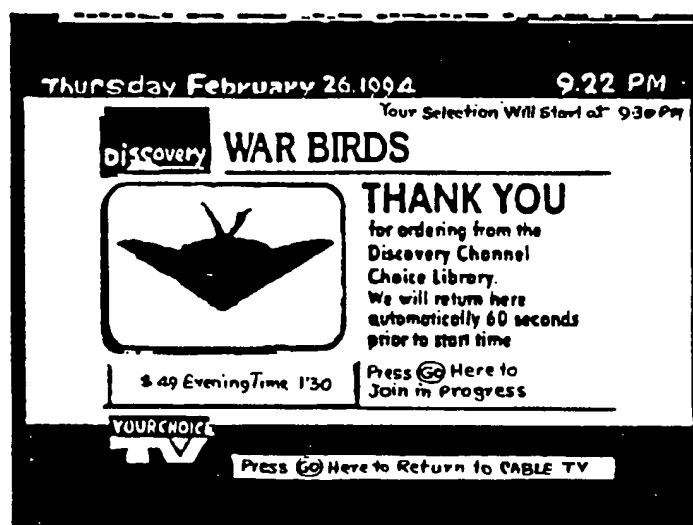 Thursday February 26.1994 9.22 PM
Your Selection Will Start at 9:30 PM
Discovery WAR BIRDS
THANK YOU
for ordering from the
Discovery Channel
Choice Library.
We will return here
automatically 60 seconds
prior to start time
$ .49 Evening Time 1'30
Press GO Here to
Join in progress
YOUR CHOICE
TV
Press GO Here to Return to CABLE TV